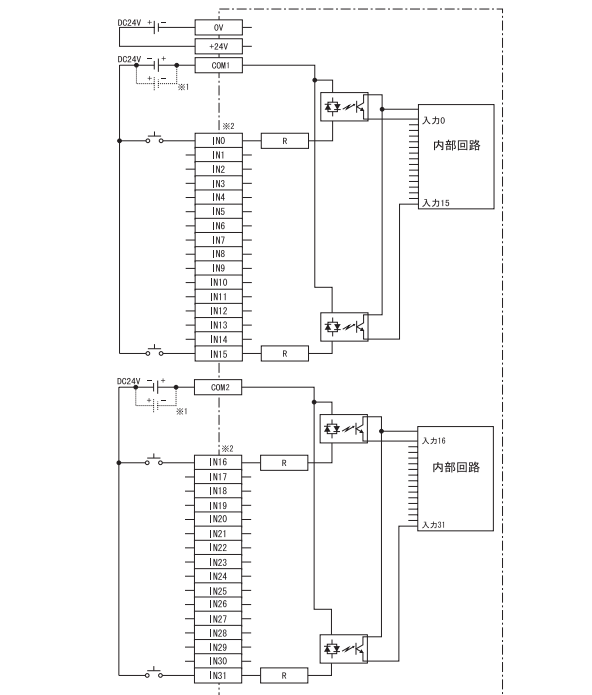 DC24V + − 0V
+24V
DC24V − + COM1
+ − ※1
※2
IN0 R
IN1
IN2
IN3
IN4
IN5
IN6
IN7
IN8
IN9
IN10
IN11
IN12
IN13
IN14
IN15 R
入力0
内部回路
入力15
DC24V − + COM2
+ − ※1
※2
IN16 R
IN17
IN18
IN19
IN20
IN21
IN22
IN23
IN24
IN25
IN26
IN27
IN28
IN29
IN30
IN31 R
入力16
内部回路
入力31